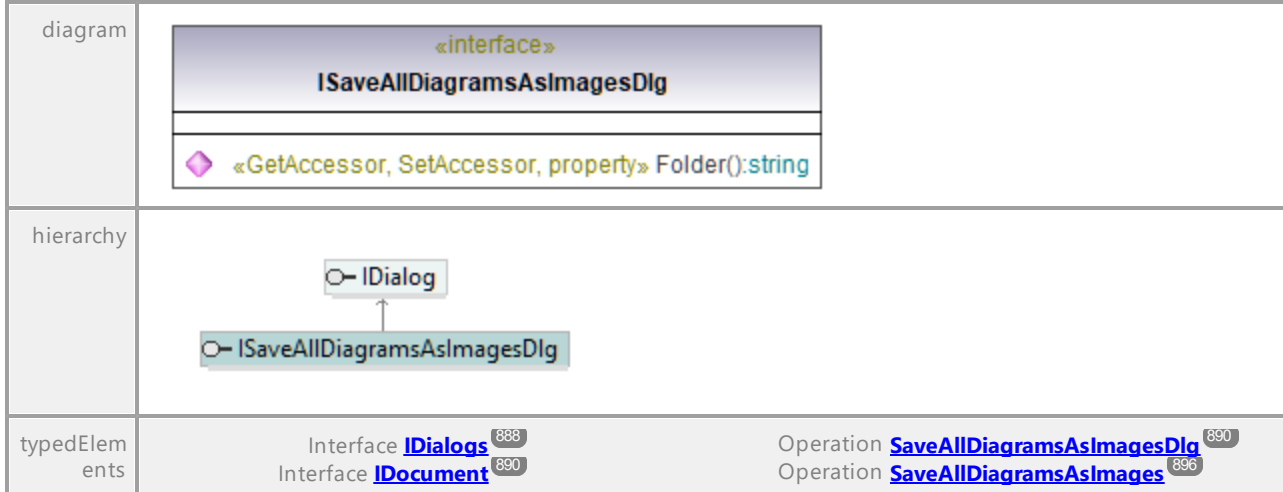 diagram
«interface»
ISaveAllDiagramsAsImagesDlg
«GetAccessor, SetAccessor, property» Folder():string
hierarchy
IDialog
ISaveAllDiagramsAsImagesDlg
typedElem
ents
Interface IDialogs 888
Operation SaveAllDiagramsAsImagesDlg 890
Interface IDocument 890
Operation SaveAllDiagramsAsImages 896